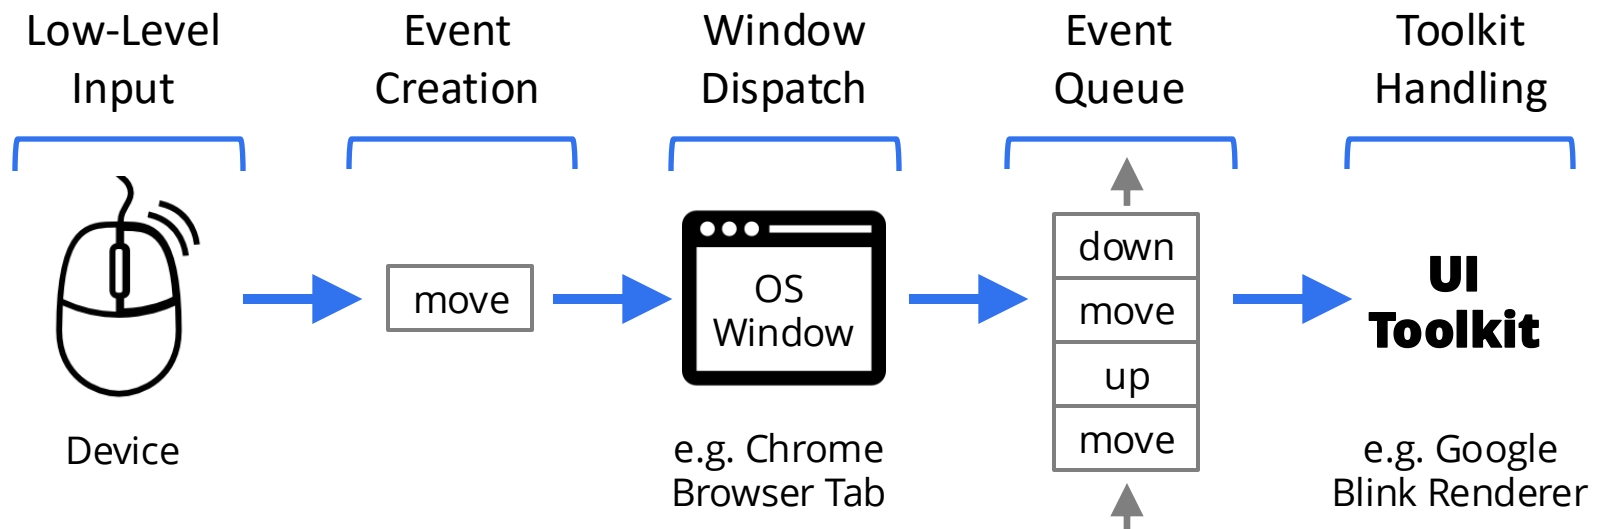 Low-Level
Input
Event
Creation
Window
Dispatch
Event
Queue
Toolkit
Handling
move
OS
Window
down
move
up
move
UI
Toolkit
Device
e.g. Chrome
Browser Tab
e.g. Google
Blink Renderer